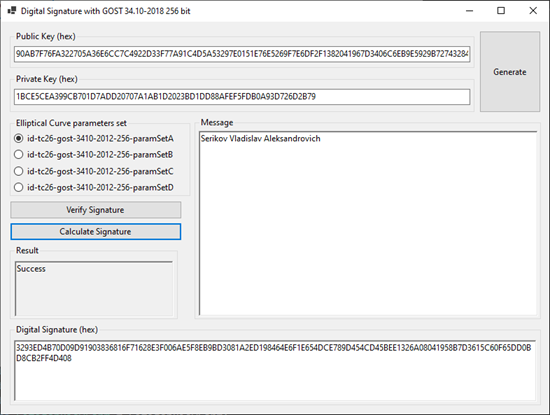 Digital Signature with GOST 34.10-2018 256 bit
Public Key (hex)
90AB7F76FA322705A36E6CC7C4922D33F77A91C4D5A53297E0151E76E5269F7E6DF2F1382041967D3406C6EB9E5929B72743284
Generate
Private Key (hex)
1BCE5CEA399CB701D7ADD20707A1AB1D2023BD1DD88AFEF5FDB0A93D726D2B79
Elliptical Curve parameters set
id-tc26-gost-3410-2012-256-paramSetA
id-tc26-gost-3410-2012-256-paramSetB
id-tc26-gost-3410-2012-256-paramSetC
id-tc26-gost-3410-2012-256-paramSetD
Message
Serikov Vladislav Aleksandrovich
Verify Signature
Calculate Signature
Result
Success
Digital Signature (hex)
3293ED4B70D09D91903836816F71628E3F006AE5F8EB9BD3081A2ED198464E6F1E654DCE789D454CD45BEE1326A08041958B7D3615C60F65DD0B
D8CB2FF4D408